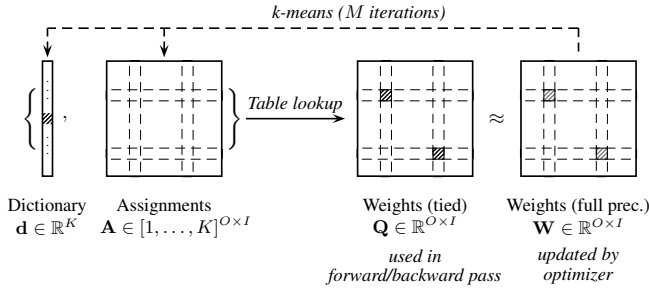 k-means (M iterations)
{ , } Table lookup ≈
Dictionary Assignments Weights (tied) Weights (full prec.)
d ∈ ℝ^K A ∈ [1, . . . , K]^{O×I} Q ∈ ℝ^{O×I} W ∈ ℝ^{O×I}
used in updated by
forward/backward pass optimizer